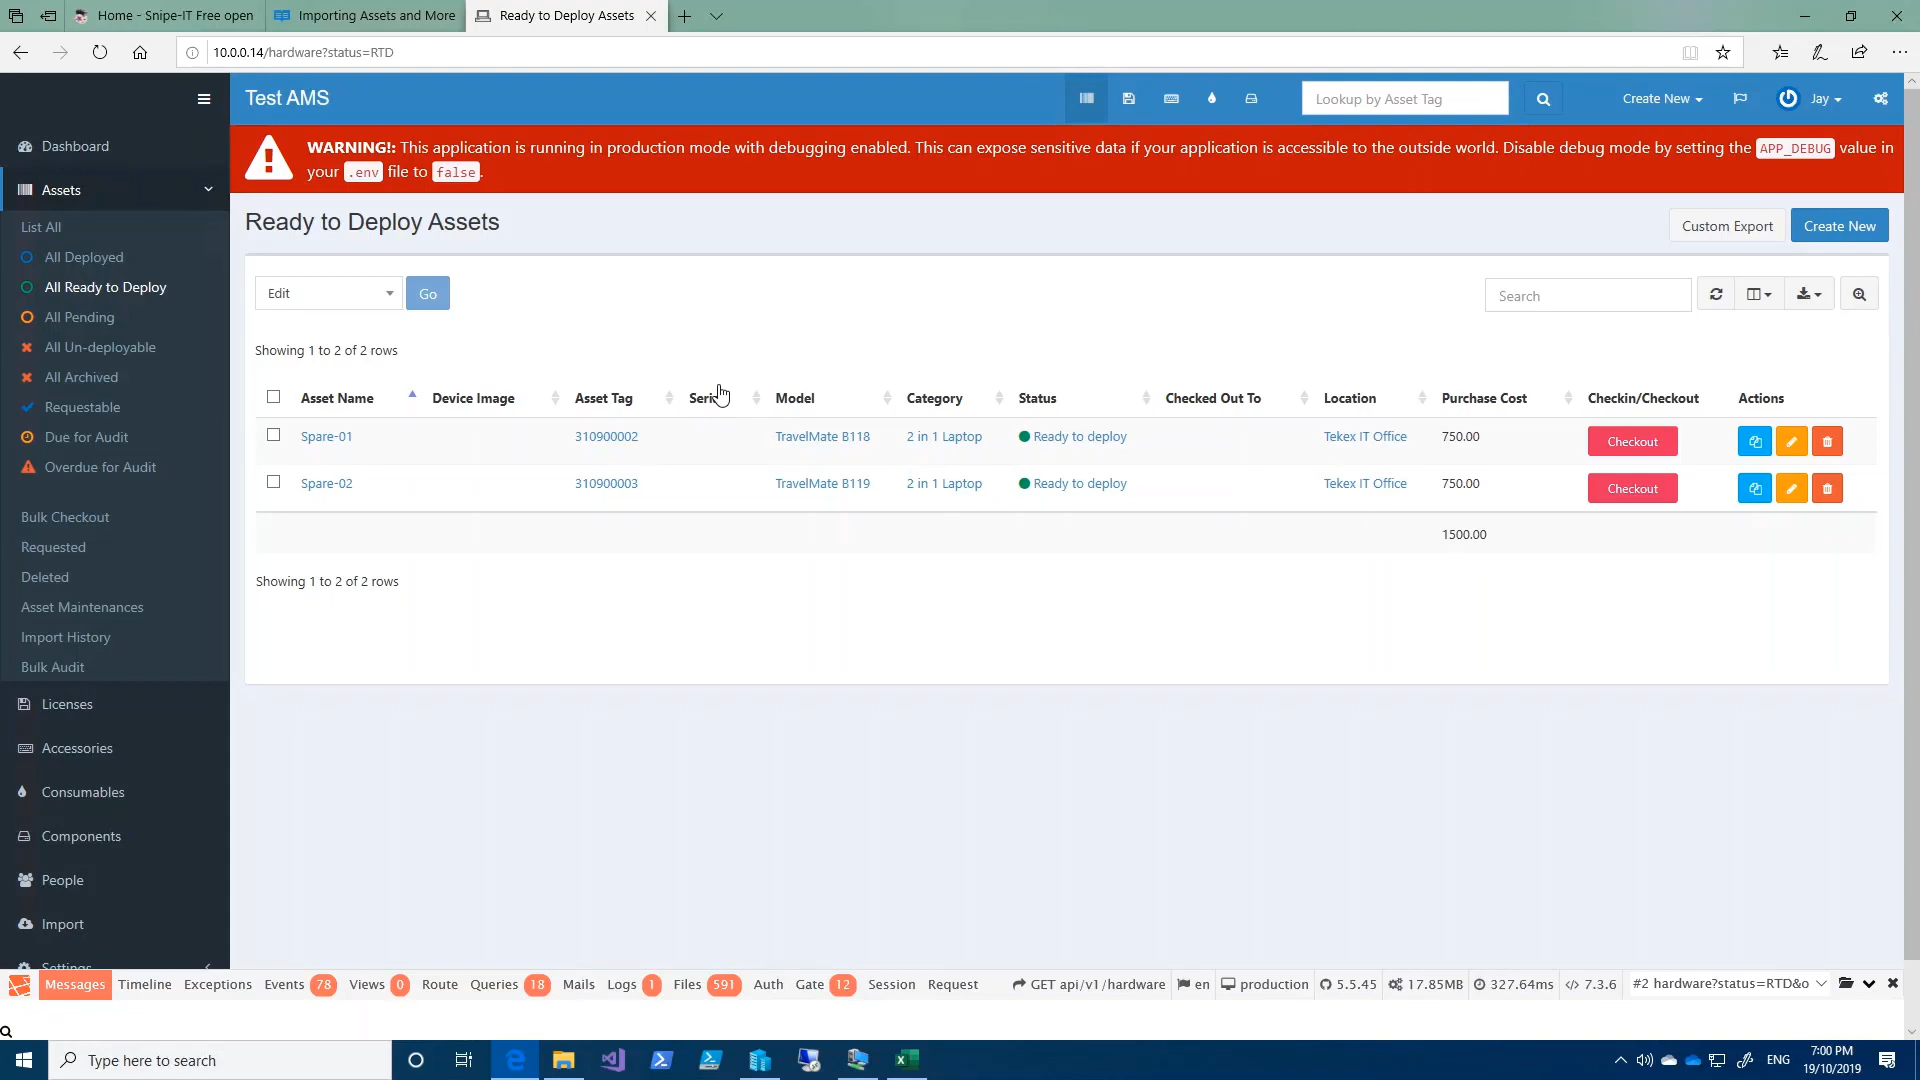 Home - Snipe-IT Free open
Importing Assets and More
Ready to Deploy Assets
10.0.0.14/hardware?status=RTD
Test AMS
Lookup by Asset Tag
Create New
Jay
WARNING!: This application is running in production mode with debugging enabled. This can expose sensitive data if your application is accessible to the outside world. Disable debug mode by setting the APP_DEBUG value in
your .env file to false.
Dashboard
Assets
List All
All Deployed
All Ready to Deploy
All Pending
All Un-deployable
All Archived
Requestable
Due for Audit
Overdue for Audit
Bulk Checkout
Requested
Deleted
Asset Maintenances
Import History
Bulk Audit
Licenses
Accessories
Consumables
Components
People
Import
Settings
Ready to Deploy Assets
Custom Export
Create New
Edit
Go
Search
Showing 1 to 2 of 2 rows
Asset Name Device Image Asset Tag Model Category Status Checked Out To Location Purchase Cost Checkin/Checkout Actions
Spare-01 310900002 TravelMate B118 2 in 1 Laptop Ready to deploy Tekex IT Office 750.00 Checkout
Spare-02 310900003 TravelMate B119 2 in 1 Laptop Ready to deploy Tekex IT Office 750.00 Checkout
1500.00
Showing 1 to 2 of 2 rows
Messages Timeline Exceptions Events 78 Views 0 Route Queries 18 Mails Logs 1 Files 591 Auth Gate 12 Session Request GET api/v1/hardware en production 5.5.45 17.85MB 327.64ms 7.3.6 #2 hardware?status=RTD&o
Type here to search
ENG
7:00 PM
19/10/2019